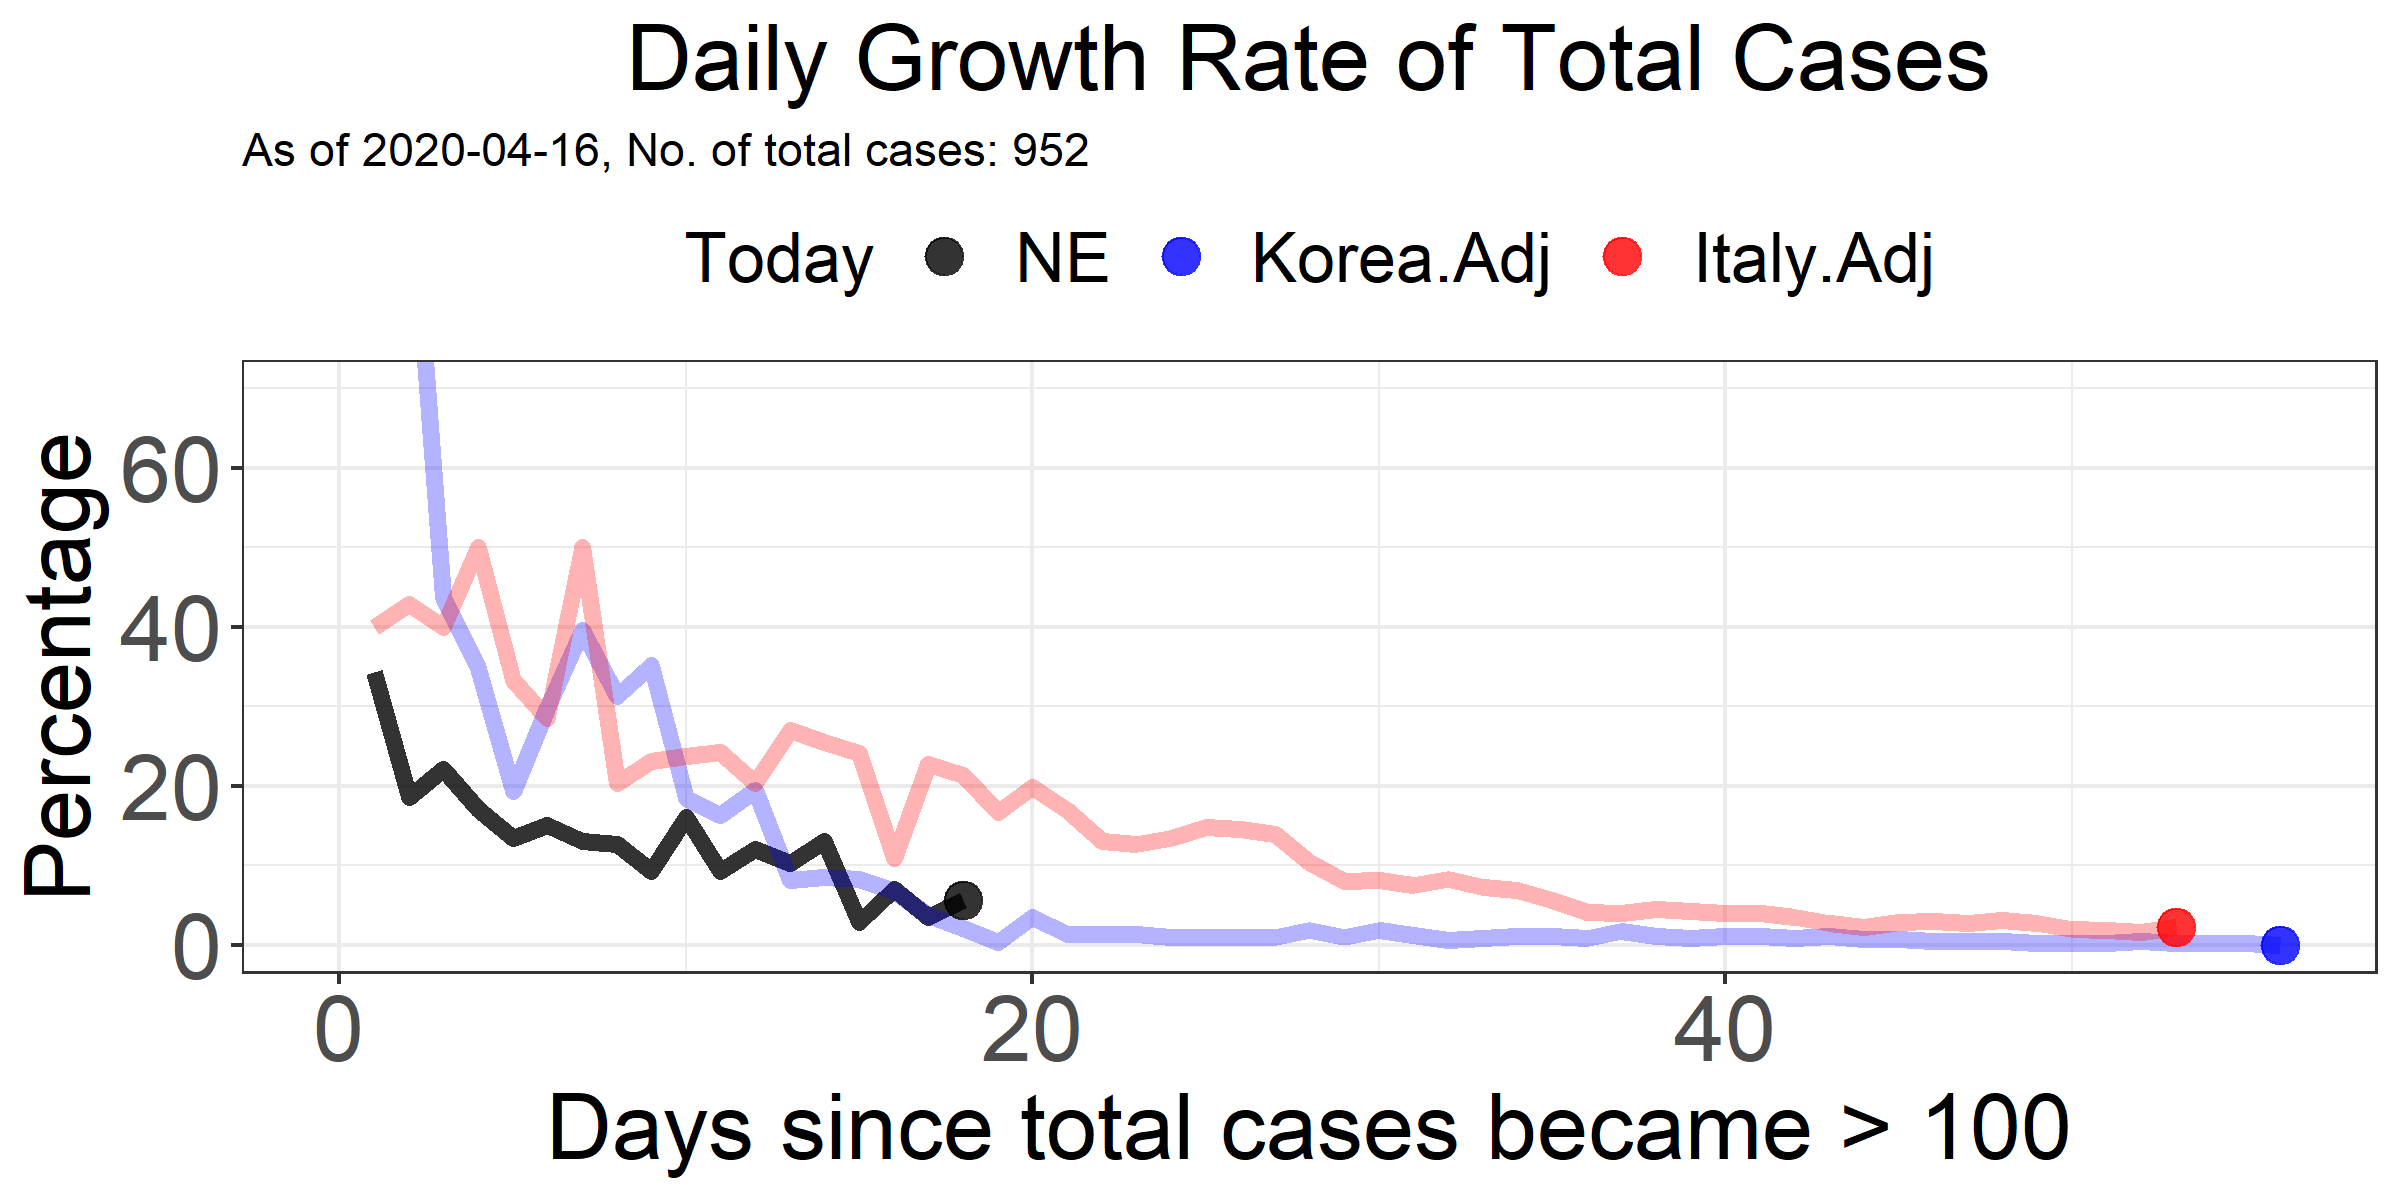 Daily Growth Rate of Total Cases
As of 2020-04-16, No. of total cases: 952
Today NE Korea.Adj Italy.Adj
Percentage
60
40
20
0
0 20 40
Days since total cases became > 100